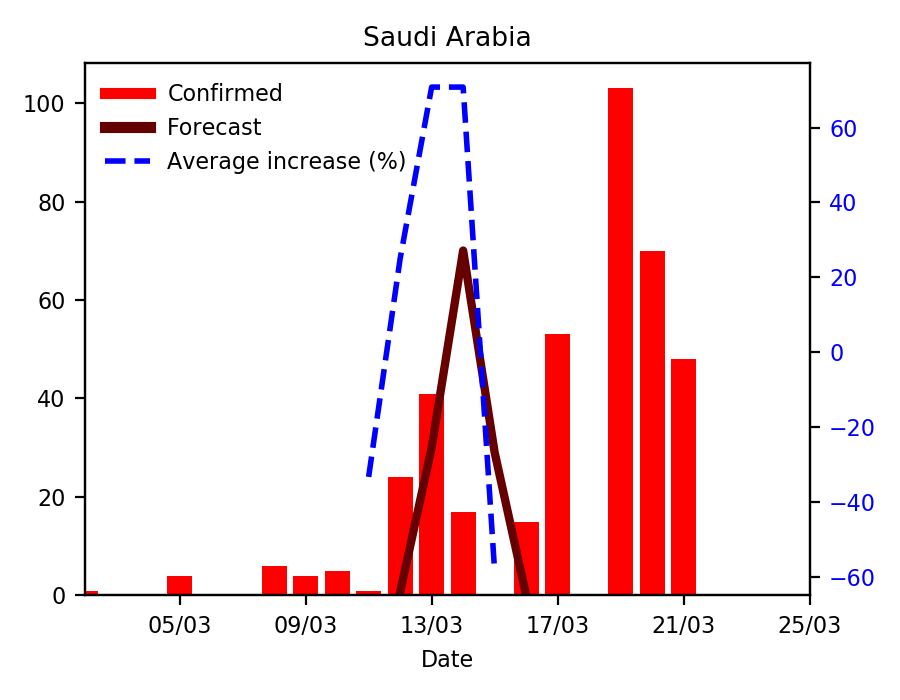 Saudi Arabia
Confirmed
Forecast
Average increase (%)
100
80
60
40
20
0
60
40
20
0
−20
−40
−60
05/03 09/03 13/03 17/03 21/03 25/03
Date